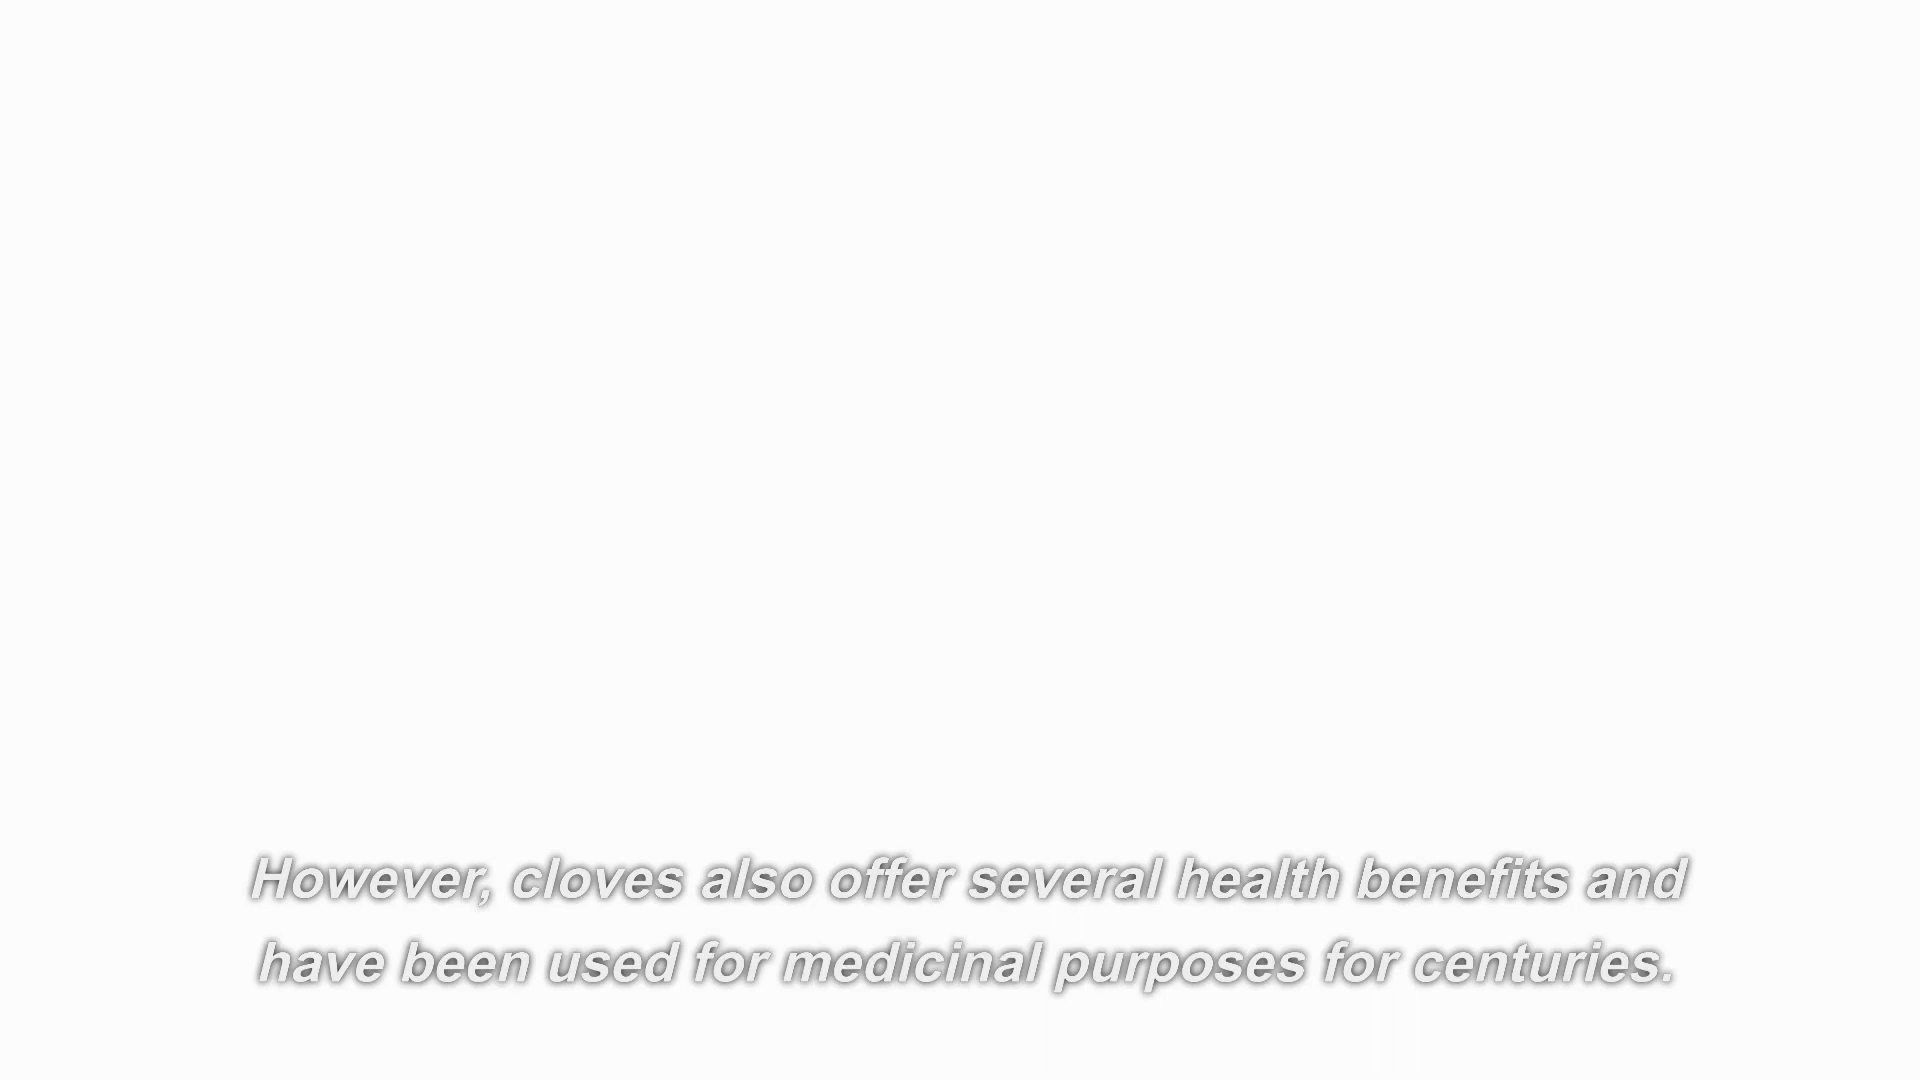 However, cloves also offer several health benefits and
have been used for medicinal purposes for centuries.